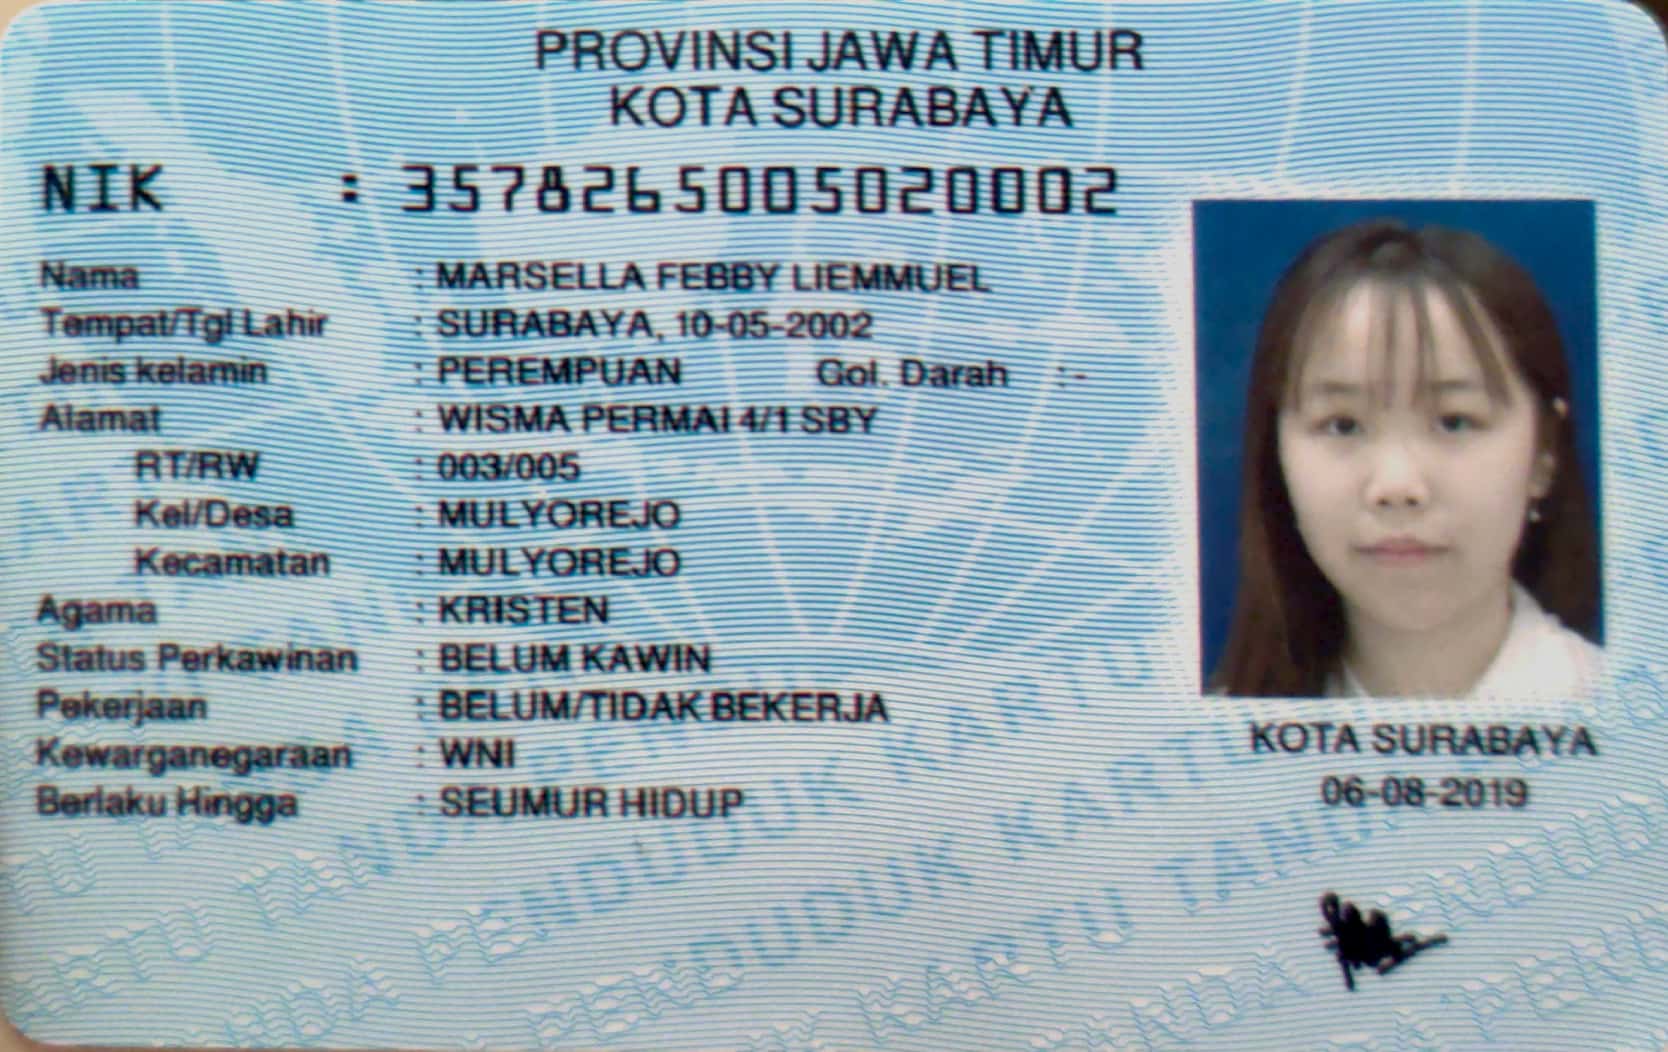 PROVINSI JAWA TIMUR
KOTA SURABAYA
NIK : 3578265005020002
Nama : MARSELLA FEBBY LIEMMUEL
Tempat/Tgl Lahir : SURABAYA, 10-05-2002
Jenis kelamin : PEREMPUAN Gol. Darah :-
Alamat : WISMA PERMAI 4/1 SBY
RT/RW : 003/005
Kel/Desa : MULYOREJO
Kecamatan : MULYOREJO
Agama : KRISTEN
Status Perkawinan : BELUM KAWIN
Pekerjaan : BELUM/TIDAK BEKERJA
Kewarganegaraan : WNI
Berlaku Hingga : SEUMUR HIDUP
KOTA SURABAYA
06-08-2019